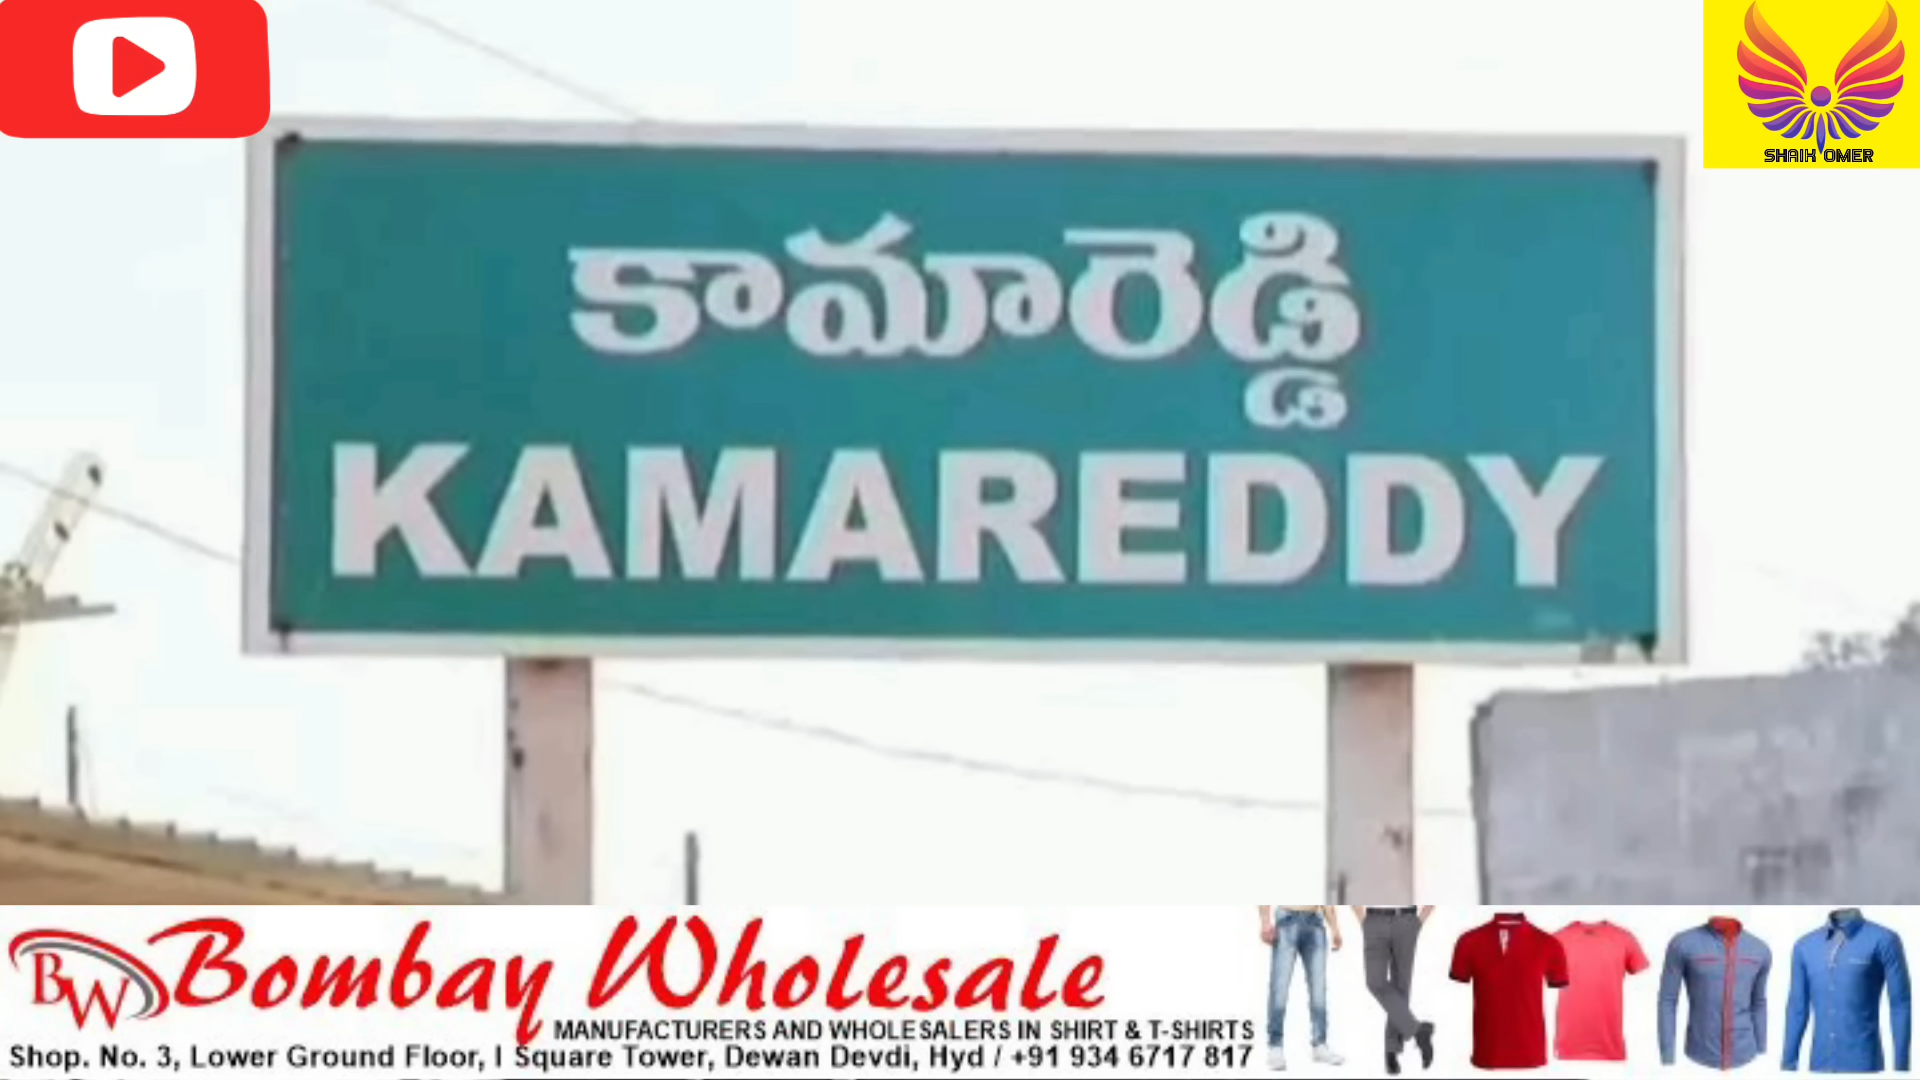 SHAIK OMER
కామారెడ్డి
KAMAREDDY
BW Bombay Wholesale
MANUFACTURERS AND WHOLESALERS IN SHIRT & T-SHIRTS
Shop. No. 3, Lower Ground Floor, I Square Tower, Dewan Devdi, Hyd / +91 934 6717 817